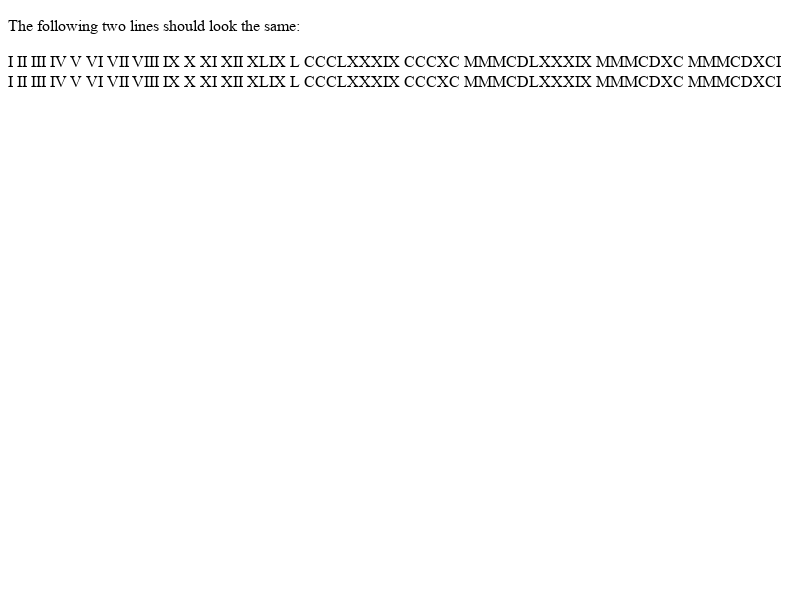 The following two lines should look the same:
I II III IV V VI VII VIII IX X XI XII XLIX L CCCLXXXIX CCCXC MMMCDLXXXIX MMMCDXC MMMCDXCI
I II III IV V VI VII VIII IX X XI XII XLIX L CCCLXXXIX CCCXC MMMCDLXXXIX MMMCDXC MMMCDXCI